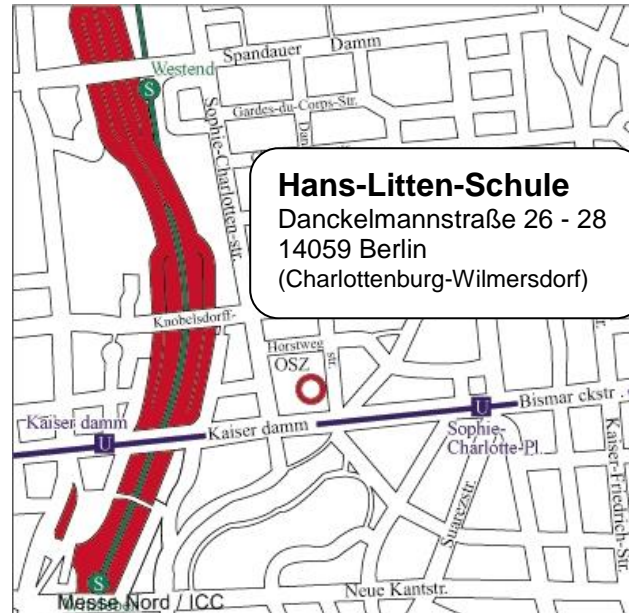 Spandauer Damm
Westend
S
Gardes-du-Corps-Str.
Sophie-Charlotten-str.
Dan
Hans-Litten-Schule
Danckelmannstraße 26 - 28
14059 Berlin
(Charlottenburg-Wilmersdorf)
Knobelsdorff-
Horstweg
str.
OSZ
Bismar ckstr.
Kaiser damm
U
Kaiser damm
U
Sophie-
Charlotte-Pl.
Kaiser-Friedrich-Str.
Suarezstr.
S
Messe Nord / ICC
Neue Kantstr.